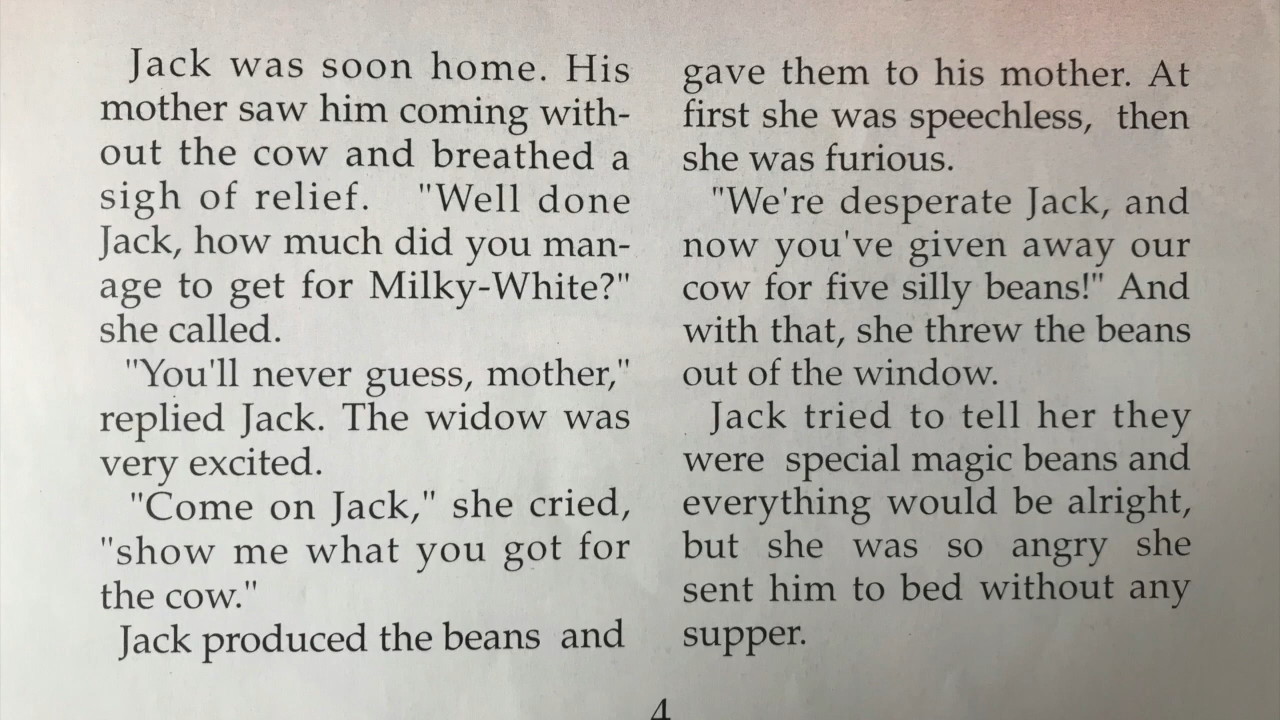 Jack was soon home. His
mother saw him coming with-
out the cow and breathed a
sigh of relief. "Well done
Jack, how much did you man-
age to get for Milky-White?"
she called.
"You'll never guess, mother,"
replied Jack. The widow was
very excited.
"Come on Jack," she cried,
"show me what you got for
the cow."
Jack produced the beans and
gave them to his mother. At
first she was speechless, then
she was furious.
"We're desperate Jack, and
now you've given away our
cow for five silly beans!" And
with that, she threw the beans
out of the window.
Jack tried to tell her they
were special magic beans and
everything would be alright,
but she was so angry she
sent him to bed without any
supper.
4